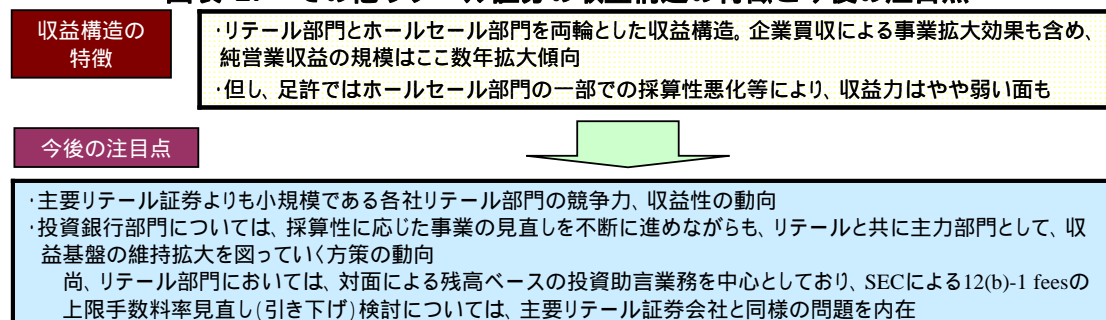 収益構造の
特徴
･リテール部門とホールセール部門を両輪とした収益構造。企業買収による事業拡大効果も含め、
純営業収益の規模はここ数年拡大傾向
･但し、足許ではホールセール部門の一部での採算性悪化等により、収益力はやや弱い面も
今後の注目点
･主要リテール証券よりも小規模である各社リテール部門の競争力、収益性の動向
･投資銀行部門については、採算性に応じた事業の見直しを不断に進めながらも、リテールと共に主力部門として、収
益基盤の維持拡大を図っていく方策の動向
尚、リテール部門においては、対面による残高ベースの投資助言業務を中心としており、SECによる12(b)-1 feesの
上限手数料率見直し(引き下げ)検討については、主要リテール証券会社と同様の問題を内在